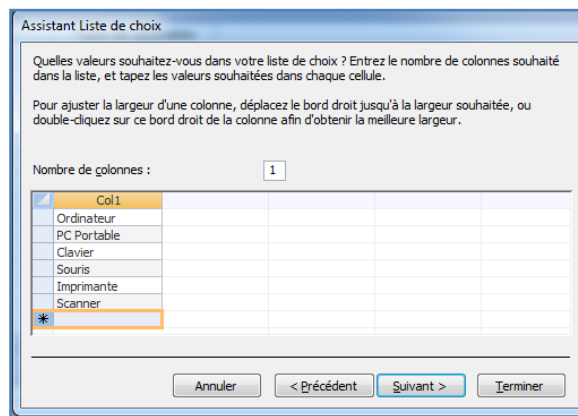 Assistant Liste de choix
Quelles valeurs souhaitez-vous dans votre liste de choix ? Entrez le nombre de colonnes souhaité
dans la liste, et tapez les valeurs souhaitées dans chaque cellule.
Pour ajuster la largeur d'une colonne, déplacez le bord droit jusqu'à la largeur souhaitée, ou
double-cliquez sur ce bord droit de la colonne afin d'obtenir la meilleure largeur.
Nombre de colonnes : 1
Col1
Ordinateur
PC Portable
Clavier
Souris
Imprimante
Scanner
*
Annuler < Précédent Suivant > Terminer